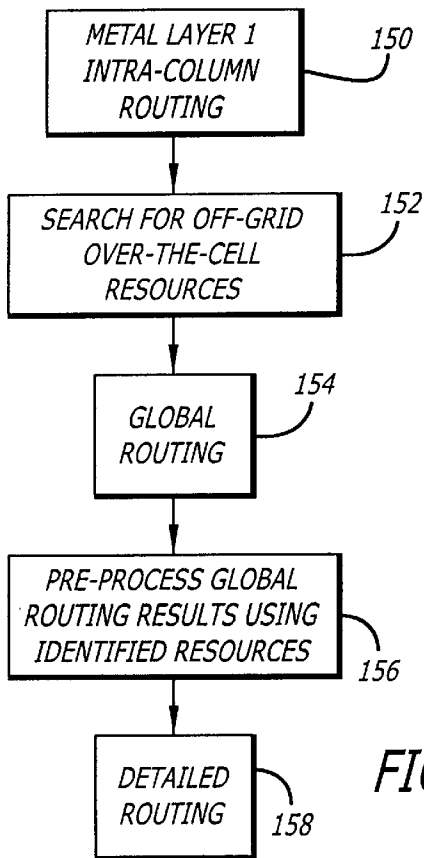 METAL LAYER 1
INTRA-COLUMN
ROUTING
150
SEARCH FOR OFF-GRID
OVER-THE-CELL
RESOURCES
152
GLOBAL
ROUTING
154
PRE-PROCESS GLOBAL
ROUTING RESULTS USING
IDENTIFIED RESOURCES
156
DETAILED
ROUTING
158